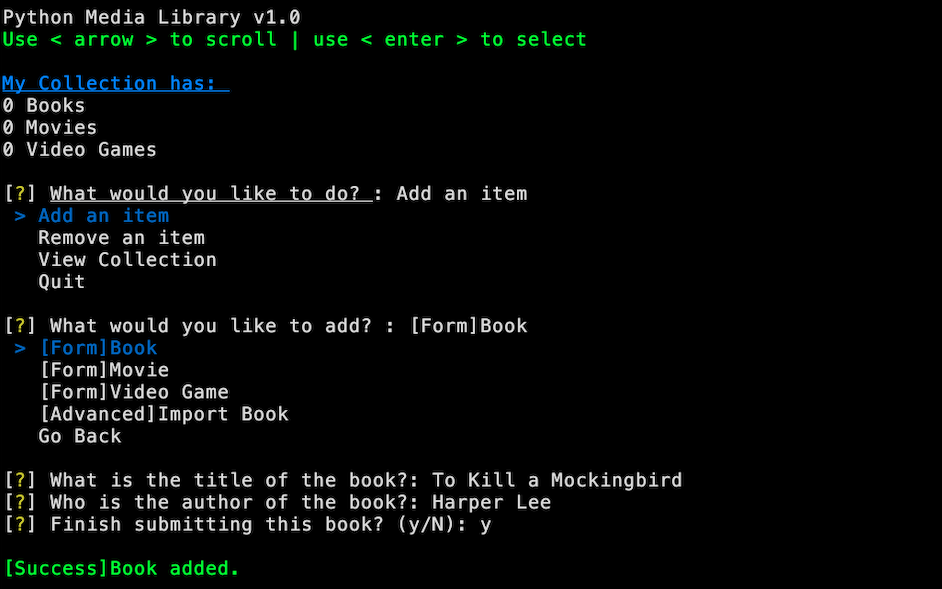 Python Media Library v1.0
Use < arrow > to scroll | use < enter > to select
My Collection has:
0 Books
0 Movies
0 Video Games
[?] What would you like to do? : Add an item
> Add an item
Remove an item
View Collection
Quit
[?] What would you like to add? : [Form]Book
> [Form]Book
[Form]Movie
[Form]Video Game
[Advanced]Import Book
Go Back
[?] What is the title of the book?: To Kill a Mockingbird
[?] Who is the author of the book?: Harper Lee
[?] Finish submitting this book? (y/N): y
[Success]Book added.